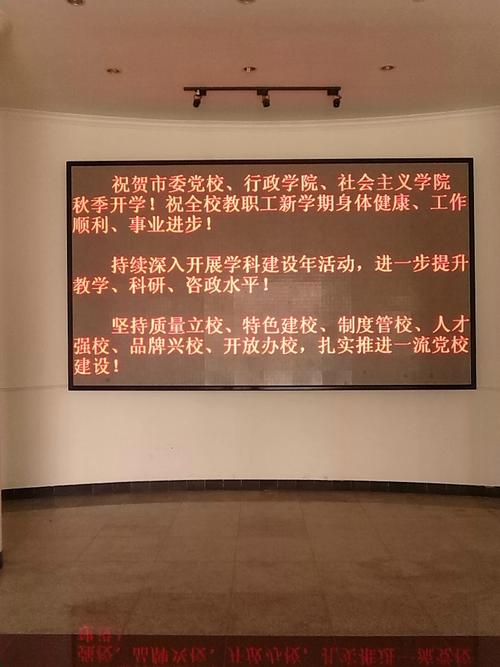 祝贺市委党校、行政学院、社会主义学院
秋季开学！祝全校教职工新学期身体健康、工作
顺利、事业进步！
持续深入开展学科建设年活动，进一步提升
教学、科研、咨政水平！
坚持质量立校、特色建校、制度管校、人才
强校、品牌兴校、开放办校，扎实推进一流党校
建设！